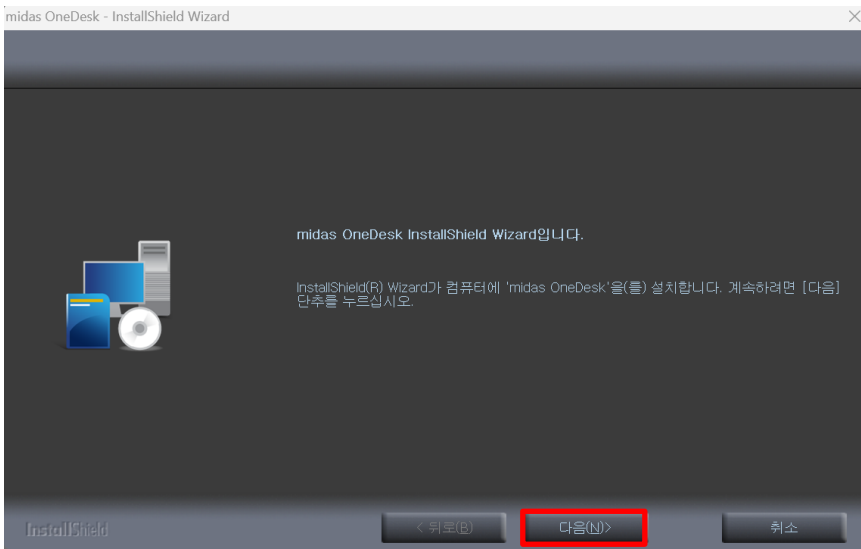 midas OneDesk - InstallShield Wizard
midas OneDesk InstallShield Wizard입니다.
InstallShield(R) Wizard가 컴퓨터에 'midas OneDesk'을(를) 설치합니다. 계속하려면 [다음]
단추를 누르십시오.
InstallShield
< 뒤로(B)
다음(N)>
취소